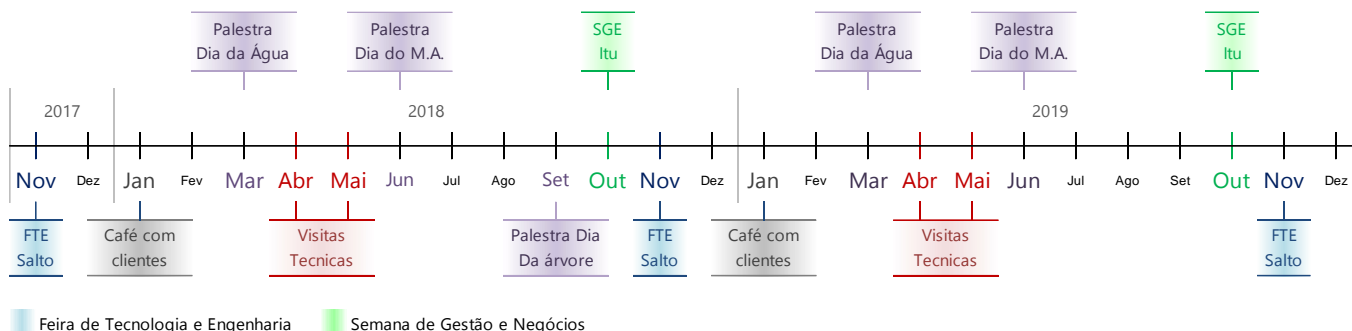 Palestra
Dia da Água
Palestra
Dia do M.A.
SGE
Itu
Palestra
Dia da Água
Palestra
Dia do M.A.
SGE
Itu
2017 2018 2019
Nov Dez Jan Fev Mar Abr Mai Jun Jul Ago Set Out Nov Dez Jan Fev Mar Abr Mai Jun Jul Ago Set Out Nov Dez
FTE
Salto
Café com
clientes
Visitas
Tecnicas
Palestra Dia
Da árvore
FTE
Salto
Café com
clientes
Visitas
Tecnicas
FTE
Salto
Feira de Tecnologia e Engenharia
Semana de Gestão e Negócios